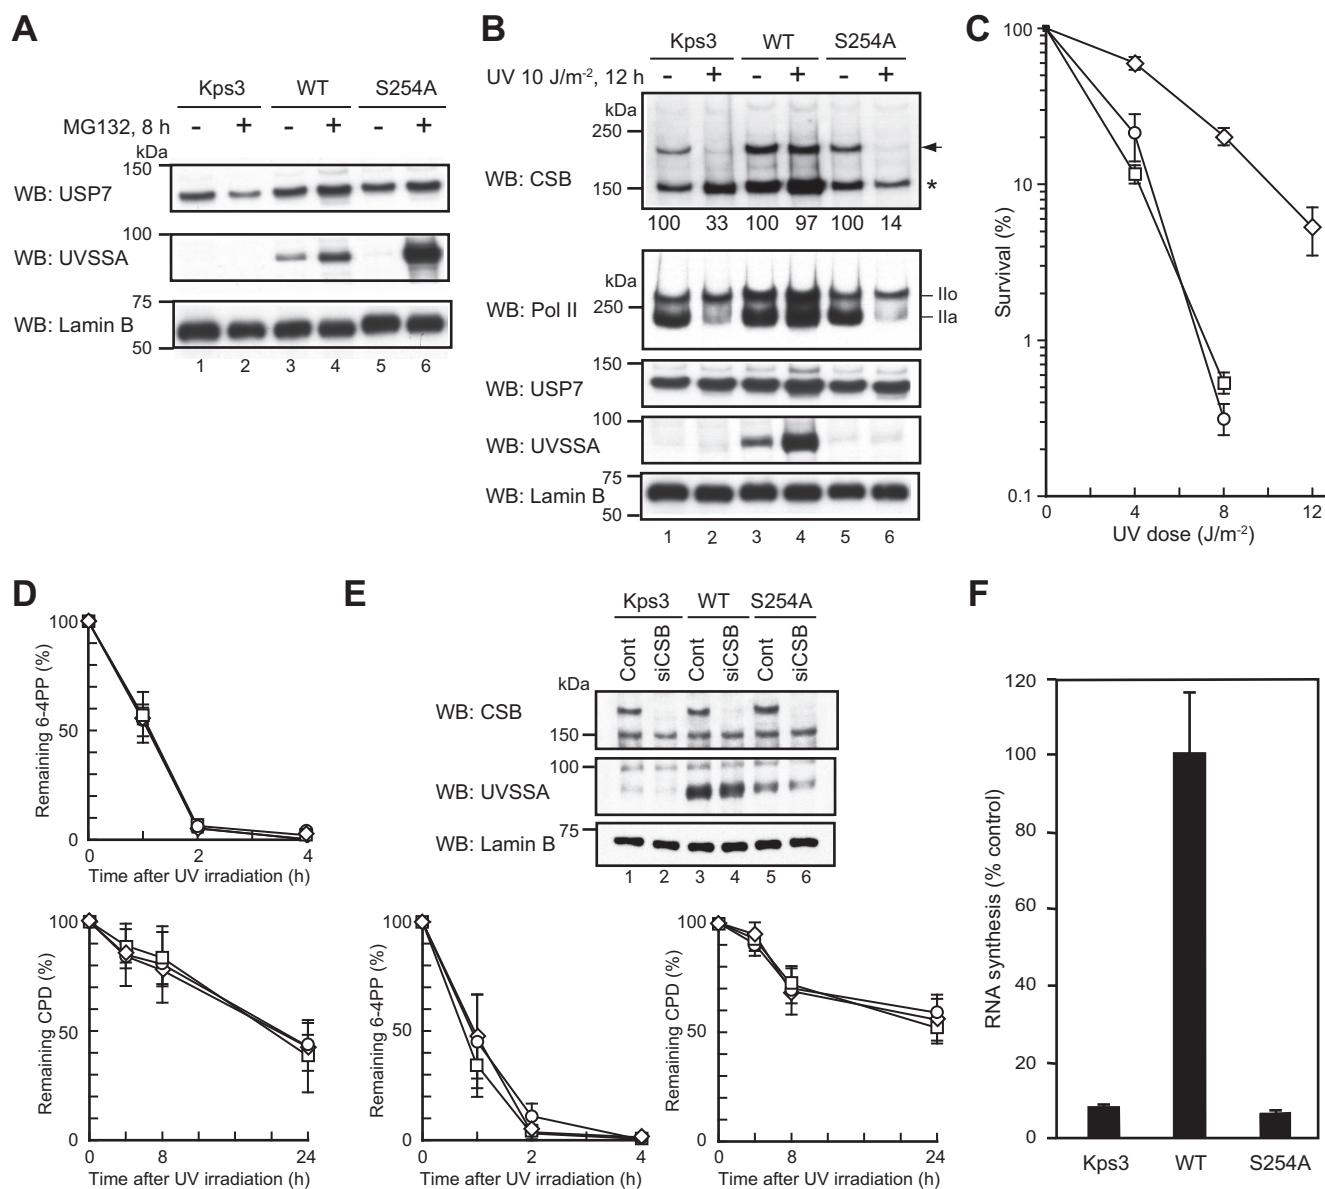 A
Kps3 WT S254A
MG132, 8 h - + - + - +
kDa
150
WB: USP7
100
WB: UVSSA
75
WB: Lamin B
50
1 2 3 4 5 6
B
Kps3 WT S254A
UV 10 J/m-2, 12 h - + - + - +
kDa
250
WB: CSB
150 *
100 33 100 97 100 14
kDa
IIo
WB: Pol II 250
IIa
150
WB: USP7
100
WB: UVSSA
75
WB: Lamin B
50
1 2 3 4 5 6
C
100
10
1
0.1
Survival (%)
0 4 8 12
UV dose (J/m-2)
D
100
50
0
Remaining 6-4PP (%)
0 2 4
Time after UV irradiation (h)
100
50
0
Remaining CPD (%)
0 8 24
Time after UV irradiation (h)
E
Kps3 WT S254A
Cont siCSB Cont siCSB Cont siCSB
kDa
WB: CSB
150
100
WB: UVSSA
75
WB: Lamin B
1 2 3 4 5 6
100
50
0
Remaining 6-4PP (%)
0 2 4
Time after UV irradiation (h)
100
50
0
Remaining CPD (%)
0 8 24
Time after UV irradiation (h)
F
120
100
80
60
40
20
0
RNA synthesis (% control)
Kps3 WT S254A